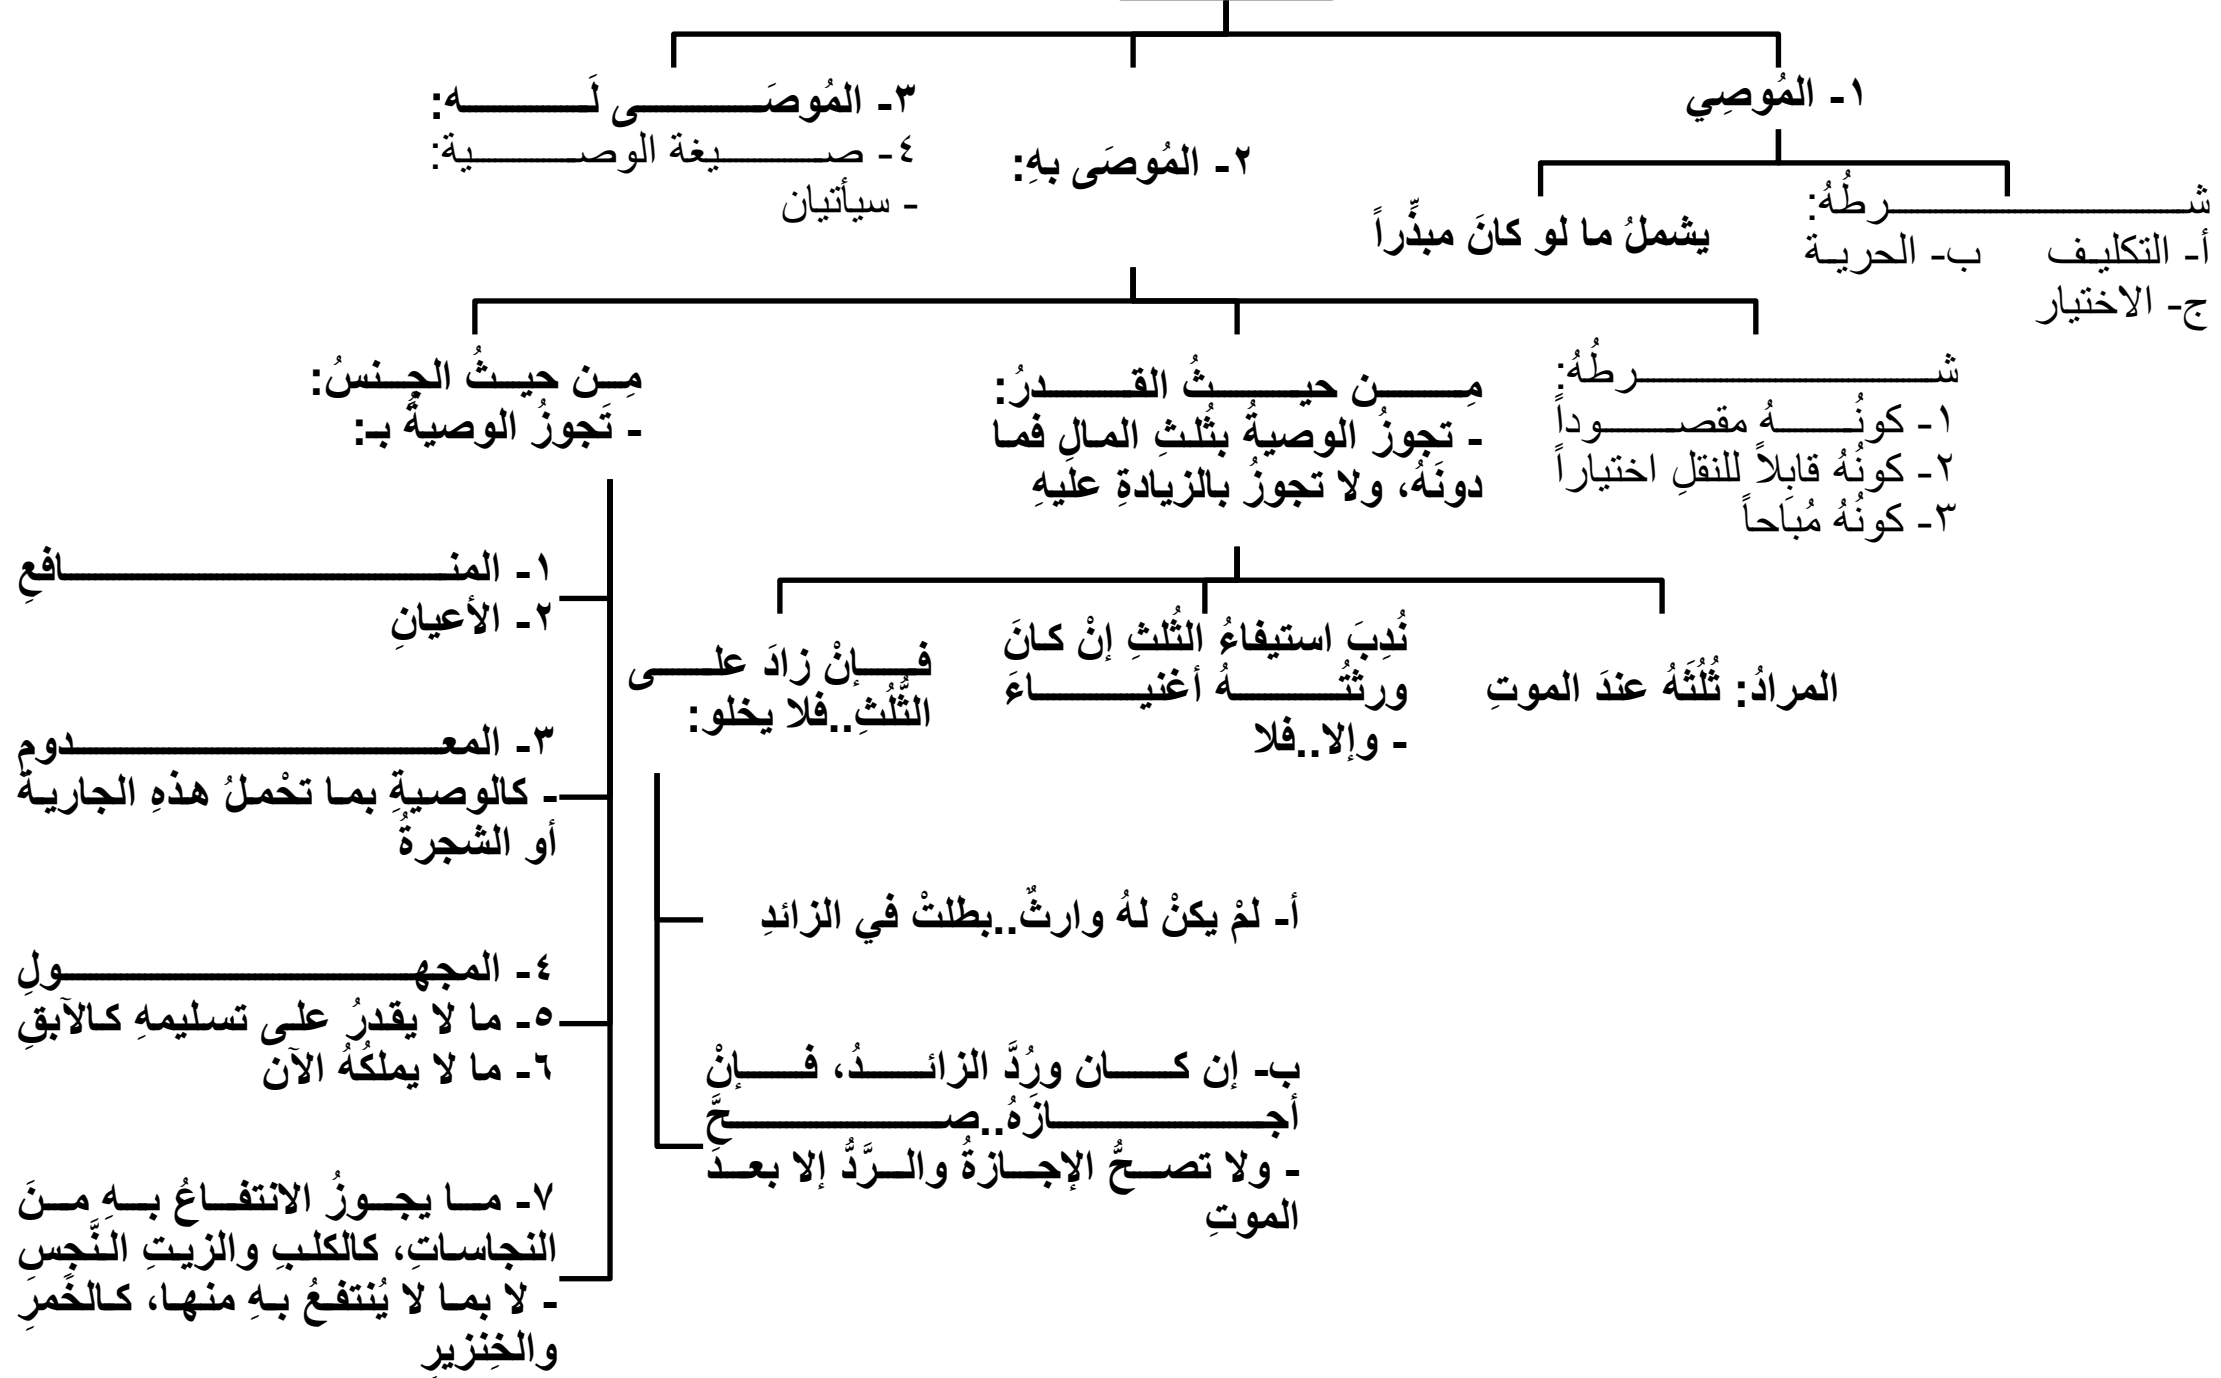 ١- المُوصِي
شرطُهُ:
أ- التكليف ب- الحرية
ج- الاختيار
يشملُ ما لو كانَ مبذِّراً
٢- المُوصَى بهِ:
٣- المُوصَى لَه:
٤- صيغة الوصية:
- سيأتيان
شرطُهُ:
١- كونُهُ مقصوداً
٢- كونُهُ قابلاً للنقلِ اختياراً
٣- كونُهُ مُبَاحاً
مِن حيثُ القدرُ:
- تجوزُ الوصيةُ بثُلثِ المالِ فما
دونَهُ، ولا تجوزُ بالزيادةِ عليهِ
المرادُ: ثُلُثَهُ عندَ الموتِ
نُدِبَ استيفاءُ الثُلثِ إنْ كانَ
ورثتُهُ أغنياءَ
- وإلا..فلا
فإنْ زادَ على
الثُّلُثِ..فلا يخلو:
أ- لمْ يكنْ لهُ وارثٌ..بطلتْ في الزائدِ
ب- إن كان ورُدَّ الزائدُ، فإنْ
أجازَهُ..صحَّ
- ولا تصحُّ الإجازةُ والرَّدُّ إلا بعدَ
الموتِ
مِن حيثُ الجِنسُ:
- تَجوزُ الوصيةُ بـ:
١- المنافعِ
٢- الأعيانِ
٣- المعدومِ
- كالوصيةِ بما تحْملُ هذهِ الجاريةُ
أو الشجرةُ
٤- المجهولِ
٥- ما لا يقدرُ على تسليمهِ كالآبقِ
٦- ما لا يملكُهُ الآن
٧- ما يجوزُ الانتفاعُ بهِ منَ
النجاساتِ، كالكلبِ والزيتِ النَّجِسِ
- لا بما لا يُنتفعُ بهِ منها، كالخَمرِ
والخِنزيرِ